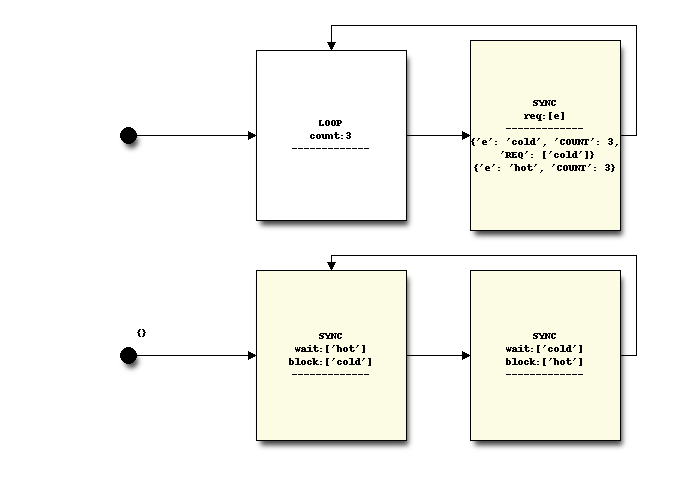 LOOP
count:3
-------------
SYNC
req:[e]
-------------
{'e': 'cold', 'COUNT': 3,
'REQ': ['cold']}
{'e': 'hot', 'COUNT': 3}
{}
SYNC
wait:['hot']
block:['cold']
-------------
SYNC
wait:['cold']
block:['hot']
-------------